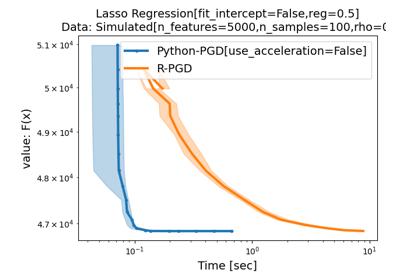 Lasso Regression[fit_intercept=False,reg=0.5]
Data: Simulated[n_features=5000,n_samples=100,rho=0
Python-PGD[use_acceleration=False]
R-PGD
value: F(x)
5.1 × 10⁴
5 × 10⁴
4.9 × 10⁴
4.8 × 10⁴
4.7 × 10⁴
10⁻¹
10⁰
10¹
Time [sec]